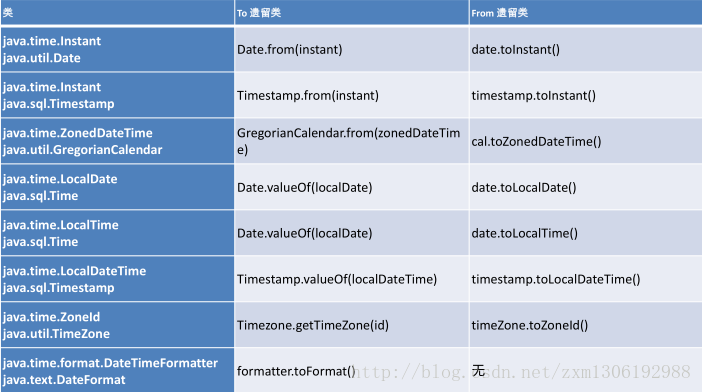 类 To 遗留类 From 遗留类
java.time.Instant
java.util.Date
Date.from(instant) date.toInstant()
java.time.Instant
java.sql.Timestamp
Timestamp.from(instant) timestamp.toInstant()
java.time.ZonedDateTime
java.util.GregorianCalendar
GregorianCalendar.from(zonedDateTim
e)
cal.toZonedDateTime()
java.time.LocalDate
java.sql.Time
Date.valueOf(localDate) date.toLocalDate()
java.time.LocalTime
java.sql.Time
Date.valueOf(localDate) date.toLocalTime()
java.time.LocalDateTime
java.sql.Timestamp
Timestamp.valueOf(localDateTime) timestamp.toLocalDateTime()
java.time.ZoneId
java.util.TimeZone
Timezone.getTimeZone(id) timeZone.toZoneId()
java.time.format.DateTimeFormatter
java.text.DateFormat
formatter.toFormat() 无
http://blog.csdn.net/zxm1306192988